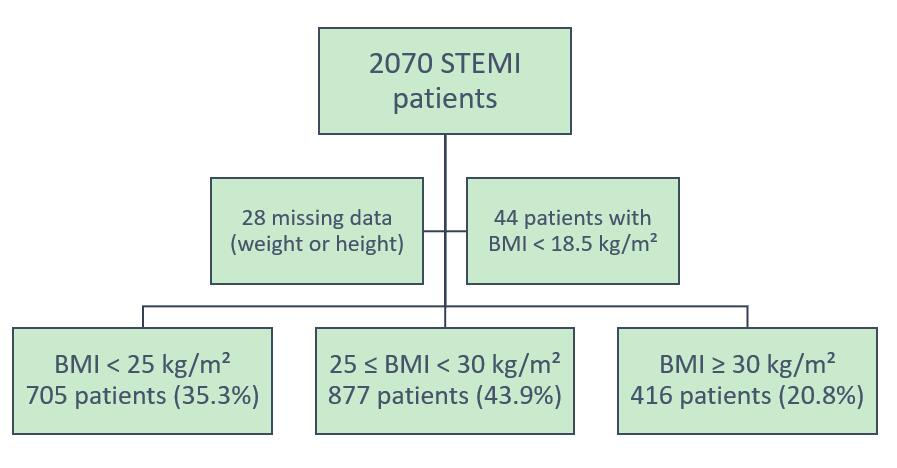 2070 STEMI
patients
28 missing data
(weight or height)
44 patients with
BMI < 18.5 kg/m²
BMI < 25 kg/m²
705 patients (35.3%)
25 ≤ BMI < 30 kg/m²
877 patients (43.9%)
BMI ≥ 30 kg/m²
416 patients (20.8%)